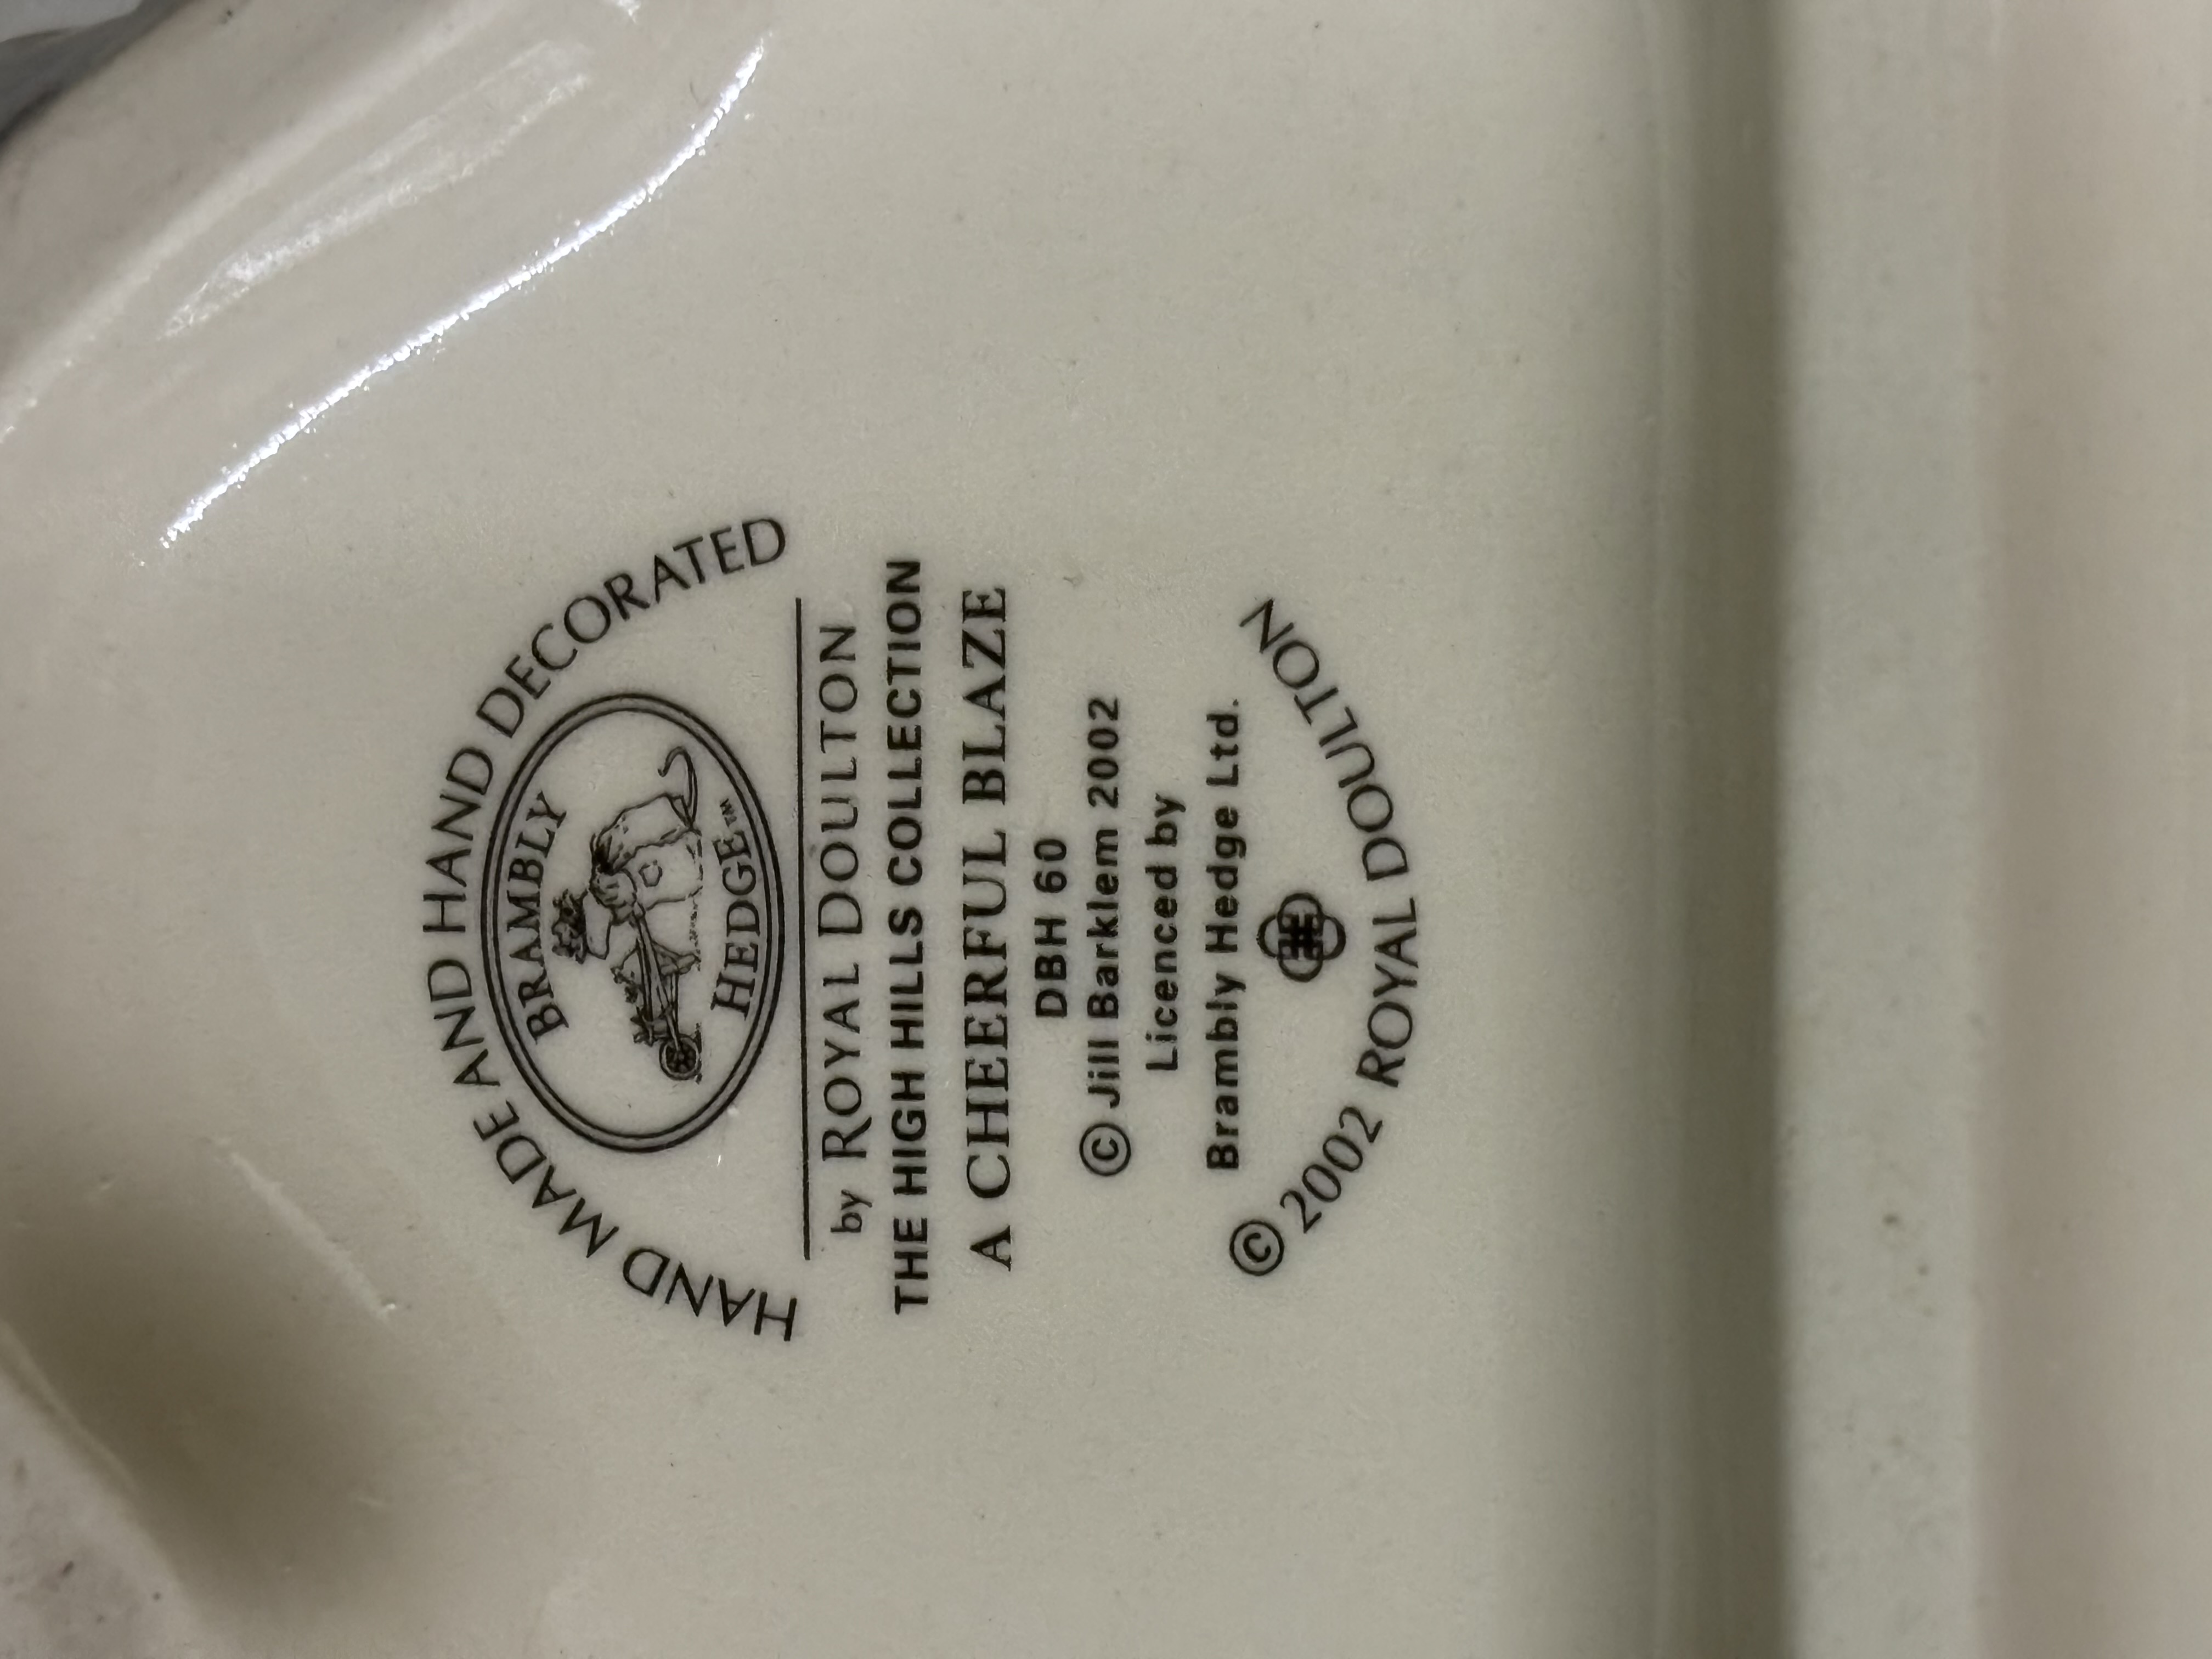 HAND MADE AND HAND DECORATED
BRAMBLY
HEDGE™
by ROYAL DOULTON
THE HIGH HILLS COLLECTION
A CHEERFUL BLAZE
DBH 60
© Jill Barklem 2002
Licenced by
Brambly Hedge Ltd.
© 2002 ROYAL DOULTON